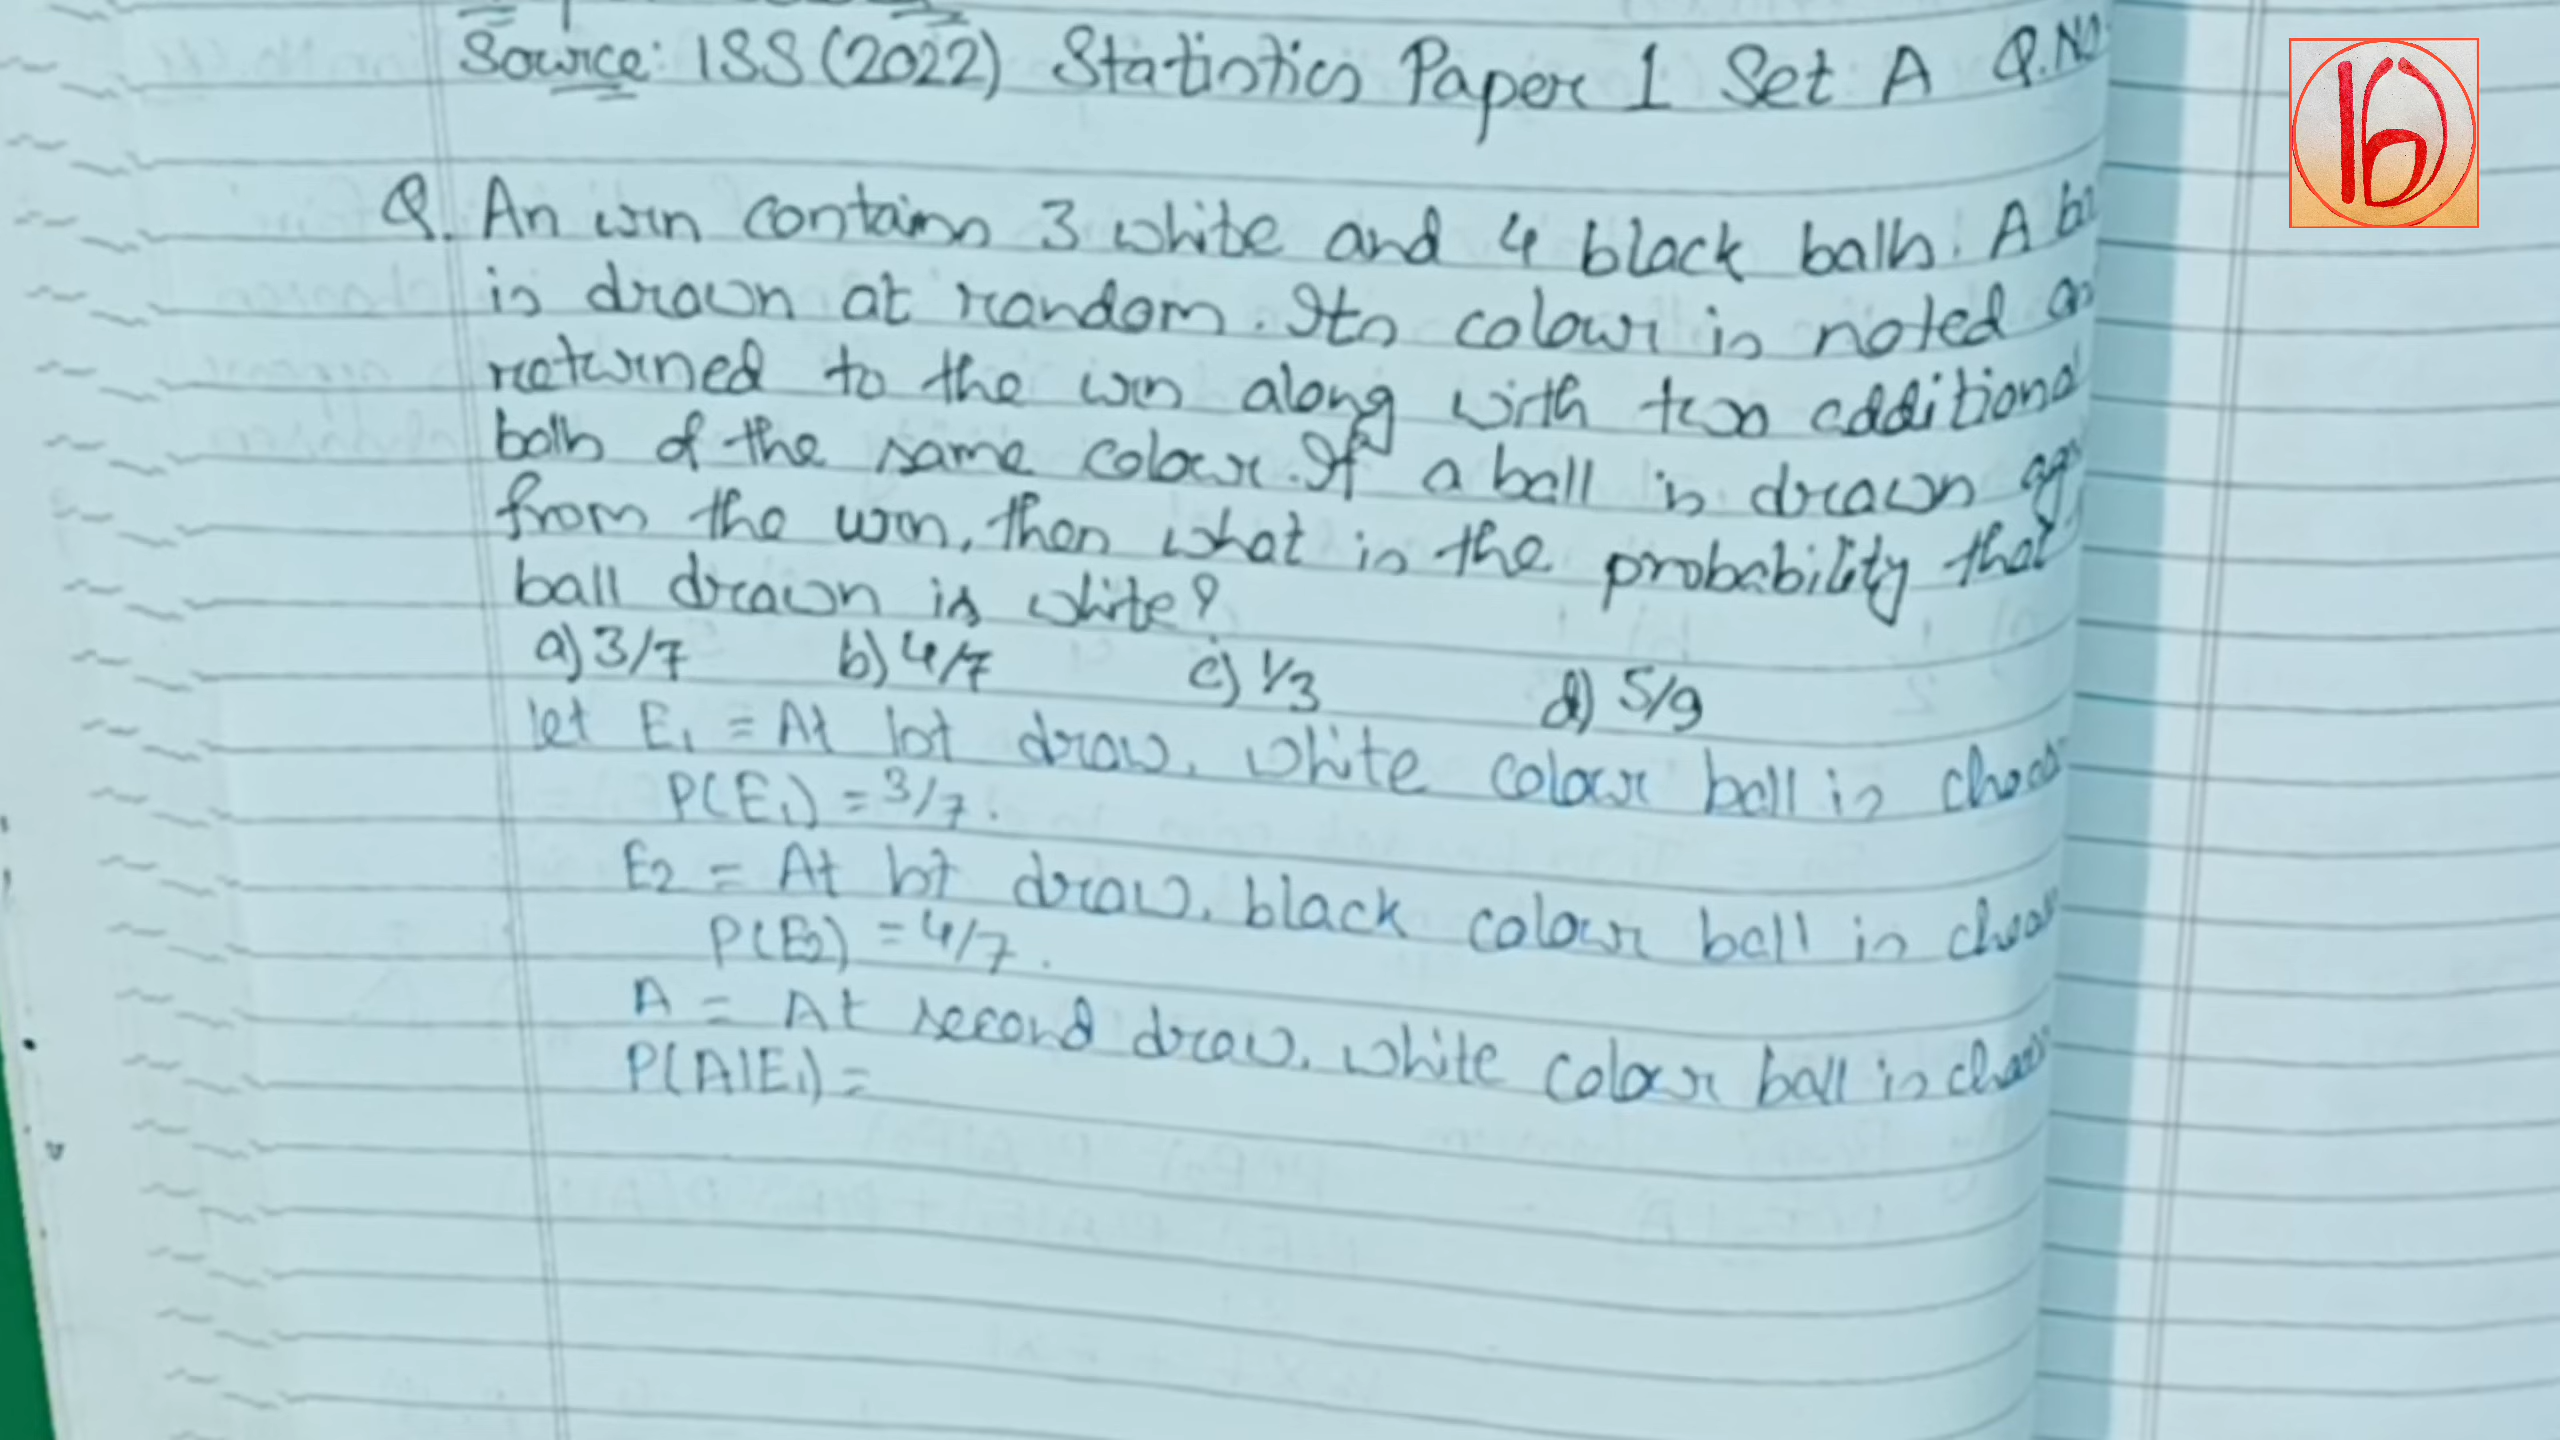 Source: ISS (2022) Statistics Paper 1 Set A Q.No.
Q. An urn contains 3 white and 4 black balls. A
is drawn at random. Its colour is noted
returned to the urn along with two additional
balls of the same colour. If a ball is drawn
from the urn, then what is the probability that
ball drawn is white?
a) 3/7 b) 4/7 c) 1/3 d) 5/9
let E1 = At 1st draw, white colour ball is
P(E1) = 3/7.
E2 = At 1st draw, black colour ball is
P(E2) = 4/7.
A = At second draw, white colour ball is
P(A|E1) =